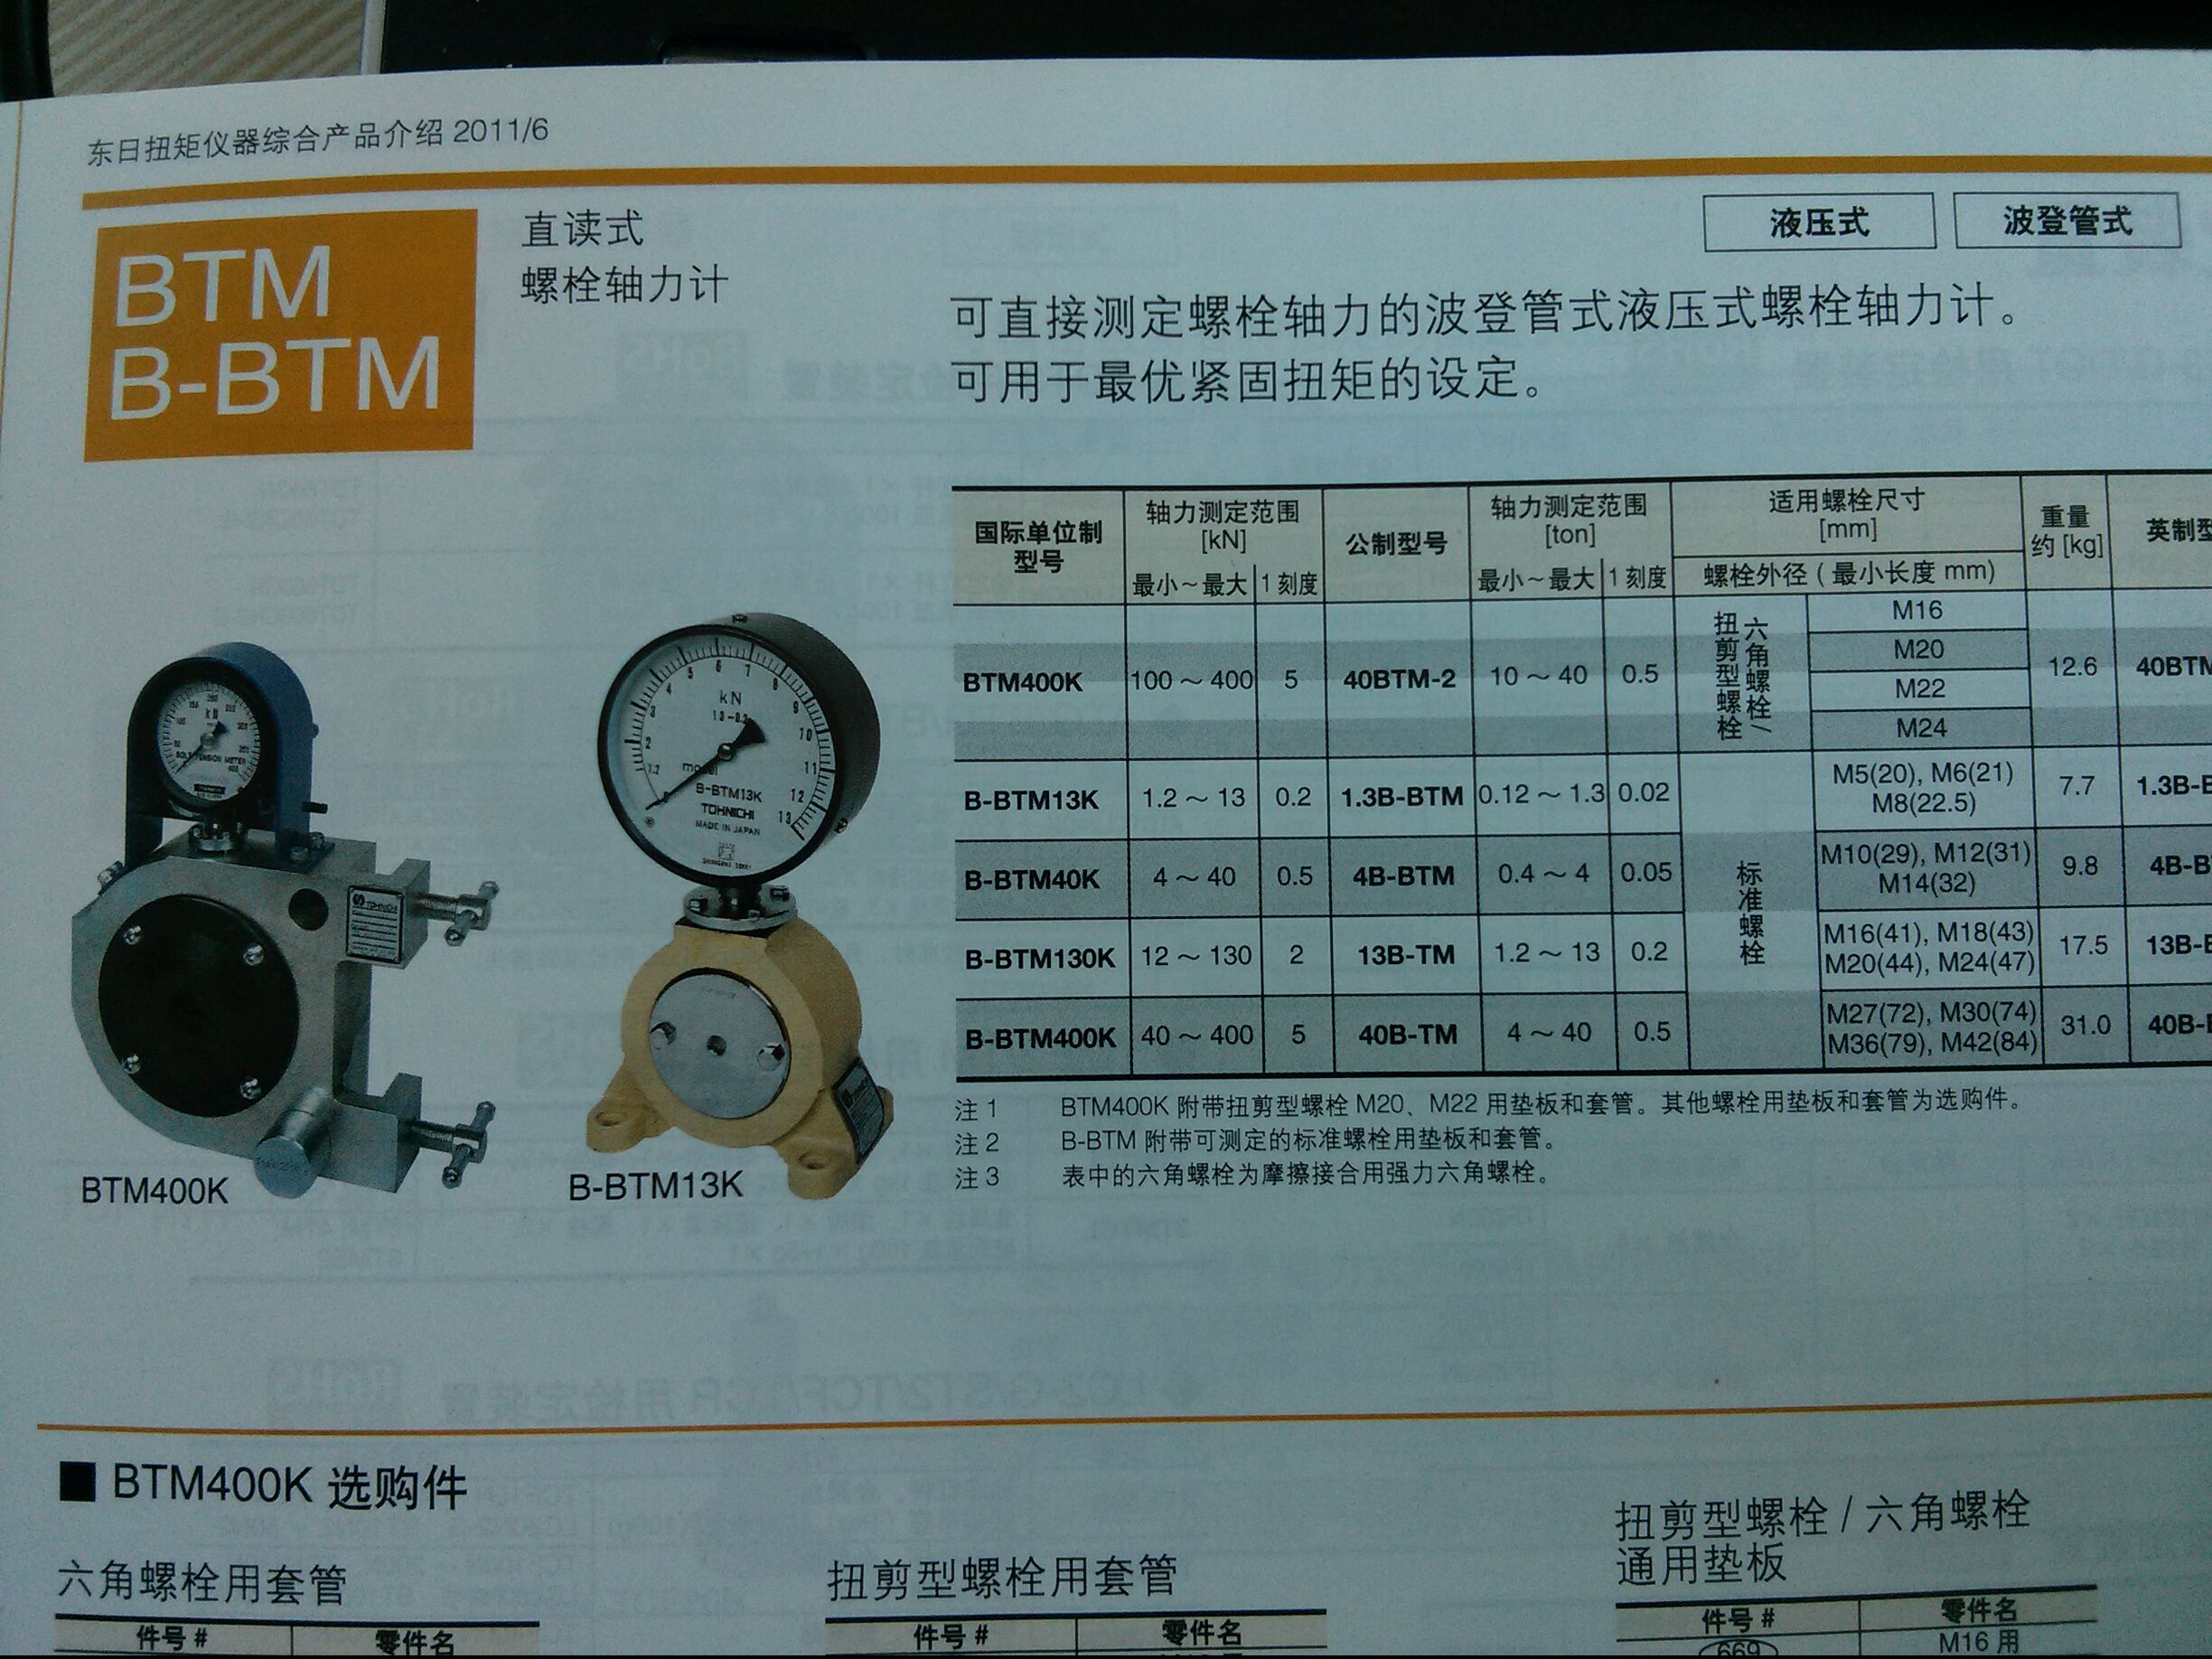 东日扭矩仪器综合产品介绍 2011/6
BTM
B-BTM
直读式
螺栓轴力计
液压式
波登管式
可直接测定螺栓轴力的波登管式液压式螺栓轴力计。
可用于最优紧固扭矩的设定。
国际单位制
型号
轴力测定范围
[kN]
最小～最大 1 刻度
公制型号
轴力测定范围
[ton]
最小～最大 1 刻度
适用螺栓尺寸
[mm]
螺栓外径 ( 最小长度 mm)
重量
约 [kg]
英制型
BTM400K 100 ～ 400 5 40BTM-2 10 ～ 40 0.5
六角螺栓/
扭剪型螺栓
M16
M20
M22
M24
12.6 40BTM
B-BTM13K 1.2 ～ 13 0.2 1.3B-BTM 0.12 ～ 1.3 0.02
标准螺栓
M5(20), M6(21)
M8(22.5)
7.7 1.3B-B
B-BTM40K 4 ～ 40 0.5 4B-BTM 0.4 ～ 4 0.05
M10(29), M12(31)
M14(32)
9.8 4B-B
B-BTM130K 12 ～ 130 2 13B-TM 1.2 ～ 13 0.2
M16(41), M18(43)
M20(44), M24(47)
17.5 13B-B
B-BTM400K 40 ～ 400 5 40B-TM 4 ～ 40 0.5
M27(72), M30(74)
M36(79), M42(84)
31.0 40B-
注 1 BTM400K 附带扭剪型螺栓 M20、M22 用垫板和套管。其他螺栓用垫板和套管为选购件。
注 2 B-BTM 附带可测定的标准螺栓用垫板和套管。
注 3 表中的六角螺栓为摩擦接合用强力六角螺栓。
kN
BOLT TENSION METER
TOHNICHI
BTM400K
kN
1.2 2 3 4 5 6 7 8 9 10 11 12 13
model
B-BTM13K
TOHNICHI
MADE IN JAPAN
B-BTM13K
■ BTM400K 选购件
六角螺栓用套管
件号 # 零件名
扭剪型螺栓用套管
件号 # 零件名
扭剪型螺栓 / 六角螺栓
通用垫板
件号 # 零件名
669 M16 用